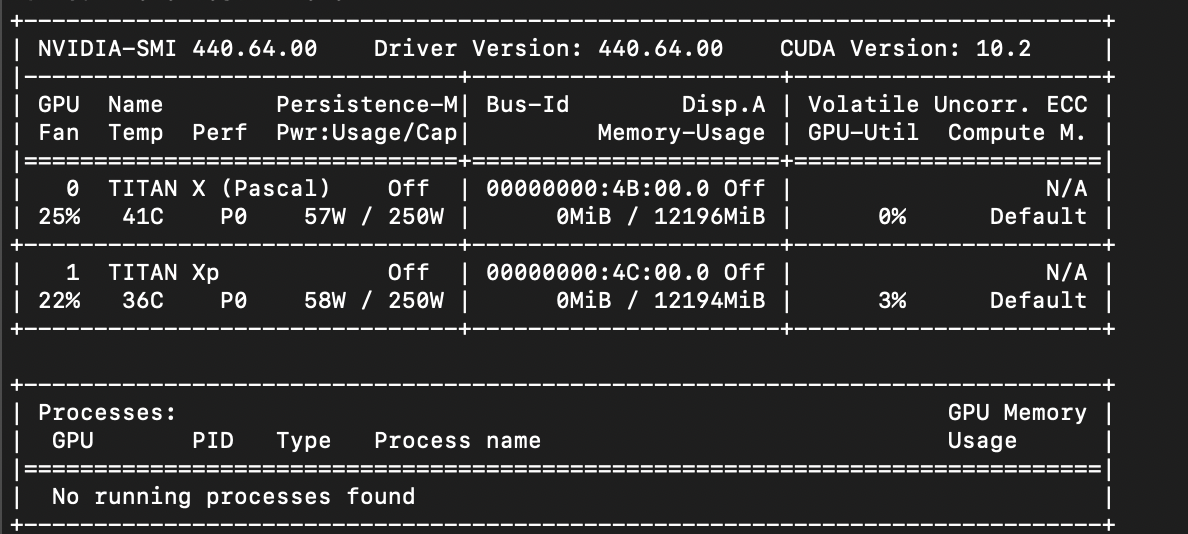 +-----------------------------------------------------------------------------+
| NVIDIA-SMI 440.64.00    Driver Version: 440.64.00    CUDA Version: 10.2     |
|-------------------------------+----------------------+----------------------+
| GPU  Name        Persistence-M| Bus-Id        Disp.A | Volatile Uncorr. ECC |
| Fan  Temp  Perf  Pwr:Usage/Cap|         Memory-Usage | GPU-Util  Compute M. |
|===============================+======================+======================|
|   0  TITAN X (Pascal)    Off  | 00000000:4B:00.0 Off |                  N/A |
| 25%   41C    P0    57W / 250W |      0MiB / 12196MiB |      0%      Default |
+-------------------------------+----------------------+----------------------+
|   1  TITAN Xp            Off  | 00000000:4C:00.0 Off |                  N/A |
| 22%   36C    P0    58W / 250W |      0MiB / 12194MiB |      3%      Default |
+-------------------------------+----------------------+----------------------+
+-----------------------------------------------------------------------------+
| Processes:                                                       GPU Memory |
|  GPU       PID   Type   Process name                             Usage      |
|=============================================================================|
|  No running processes found                                                 |
+-----------------------------------------------------------------------------+